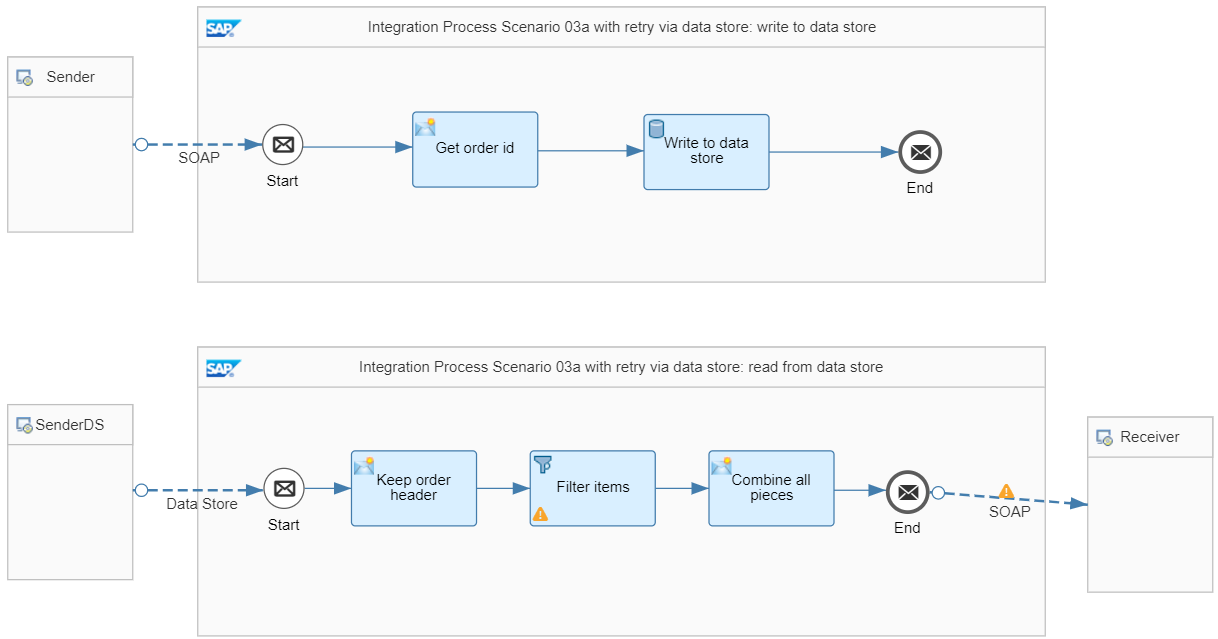 SAP
Integration Process Scenario 03a with retry via data store: write to data store
Sender
SOAP
Start
Get order id
Write to data
store
End
SAP
Integration Process Scenario 03a with retry via data store: read from data store
SenderDS
Data Store
Start
Keep order
header
Filter items
Combine all
pieces
End
SOAP
Receiver